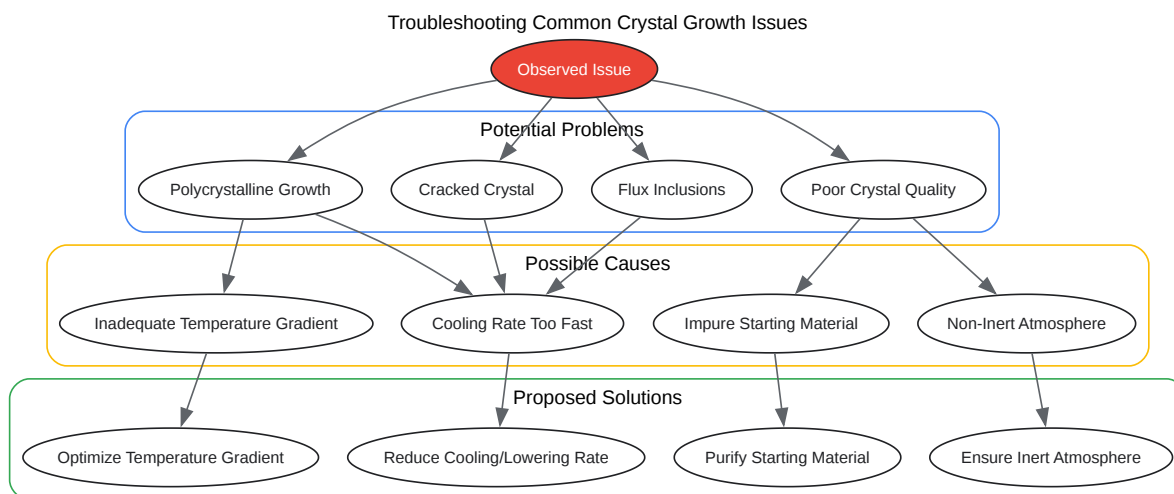 Troubleshooting Common Crystal Growth Issues
Observed Issue
Potential Problems
Polycrystalline Growth
Cracked Crystal
Flux Inclusions
Poor Crystal Quality
Possible Causes
Inadequate Temperature Gradient
Cooling Rate Too Fast
Impure Starting Material
Non-Inert Atmosphere
Proposed Solutions
Optimize Temperature Gradient
Reduce Cooling/Lowering Rate
Purify Starting Material
Ensure Inert Atmosphere